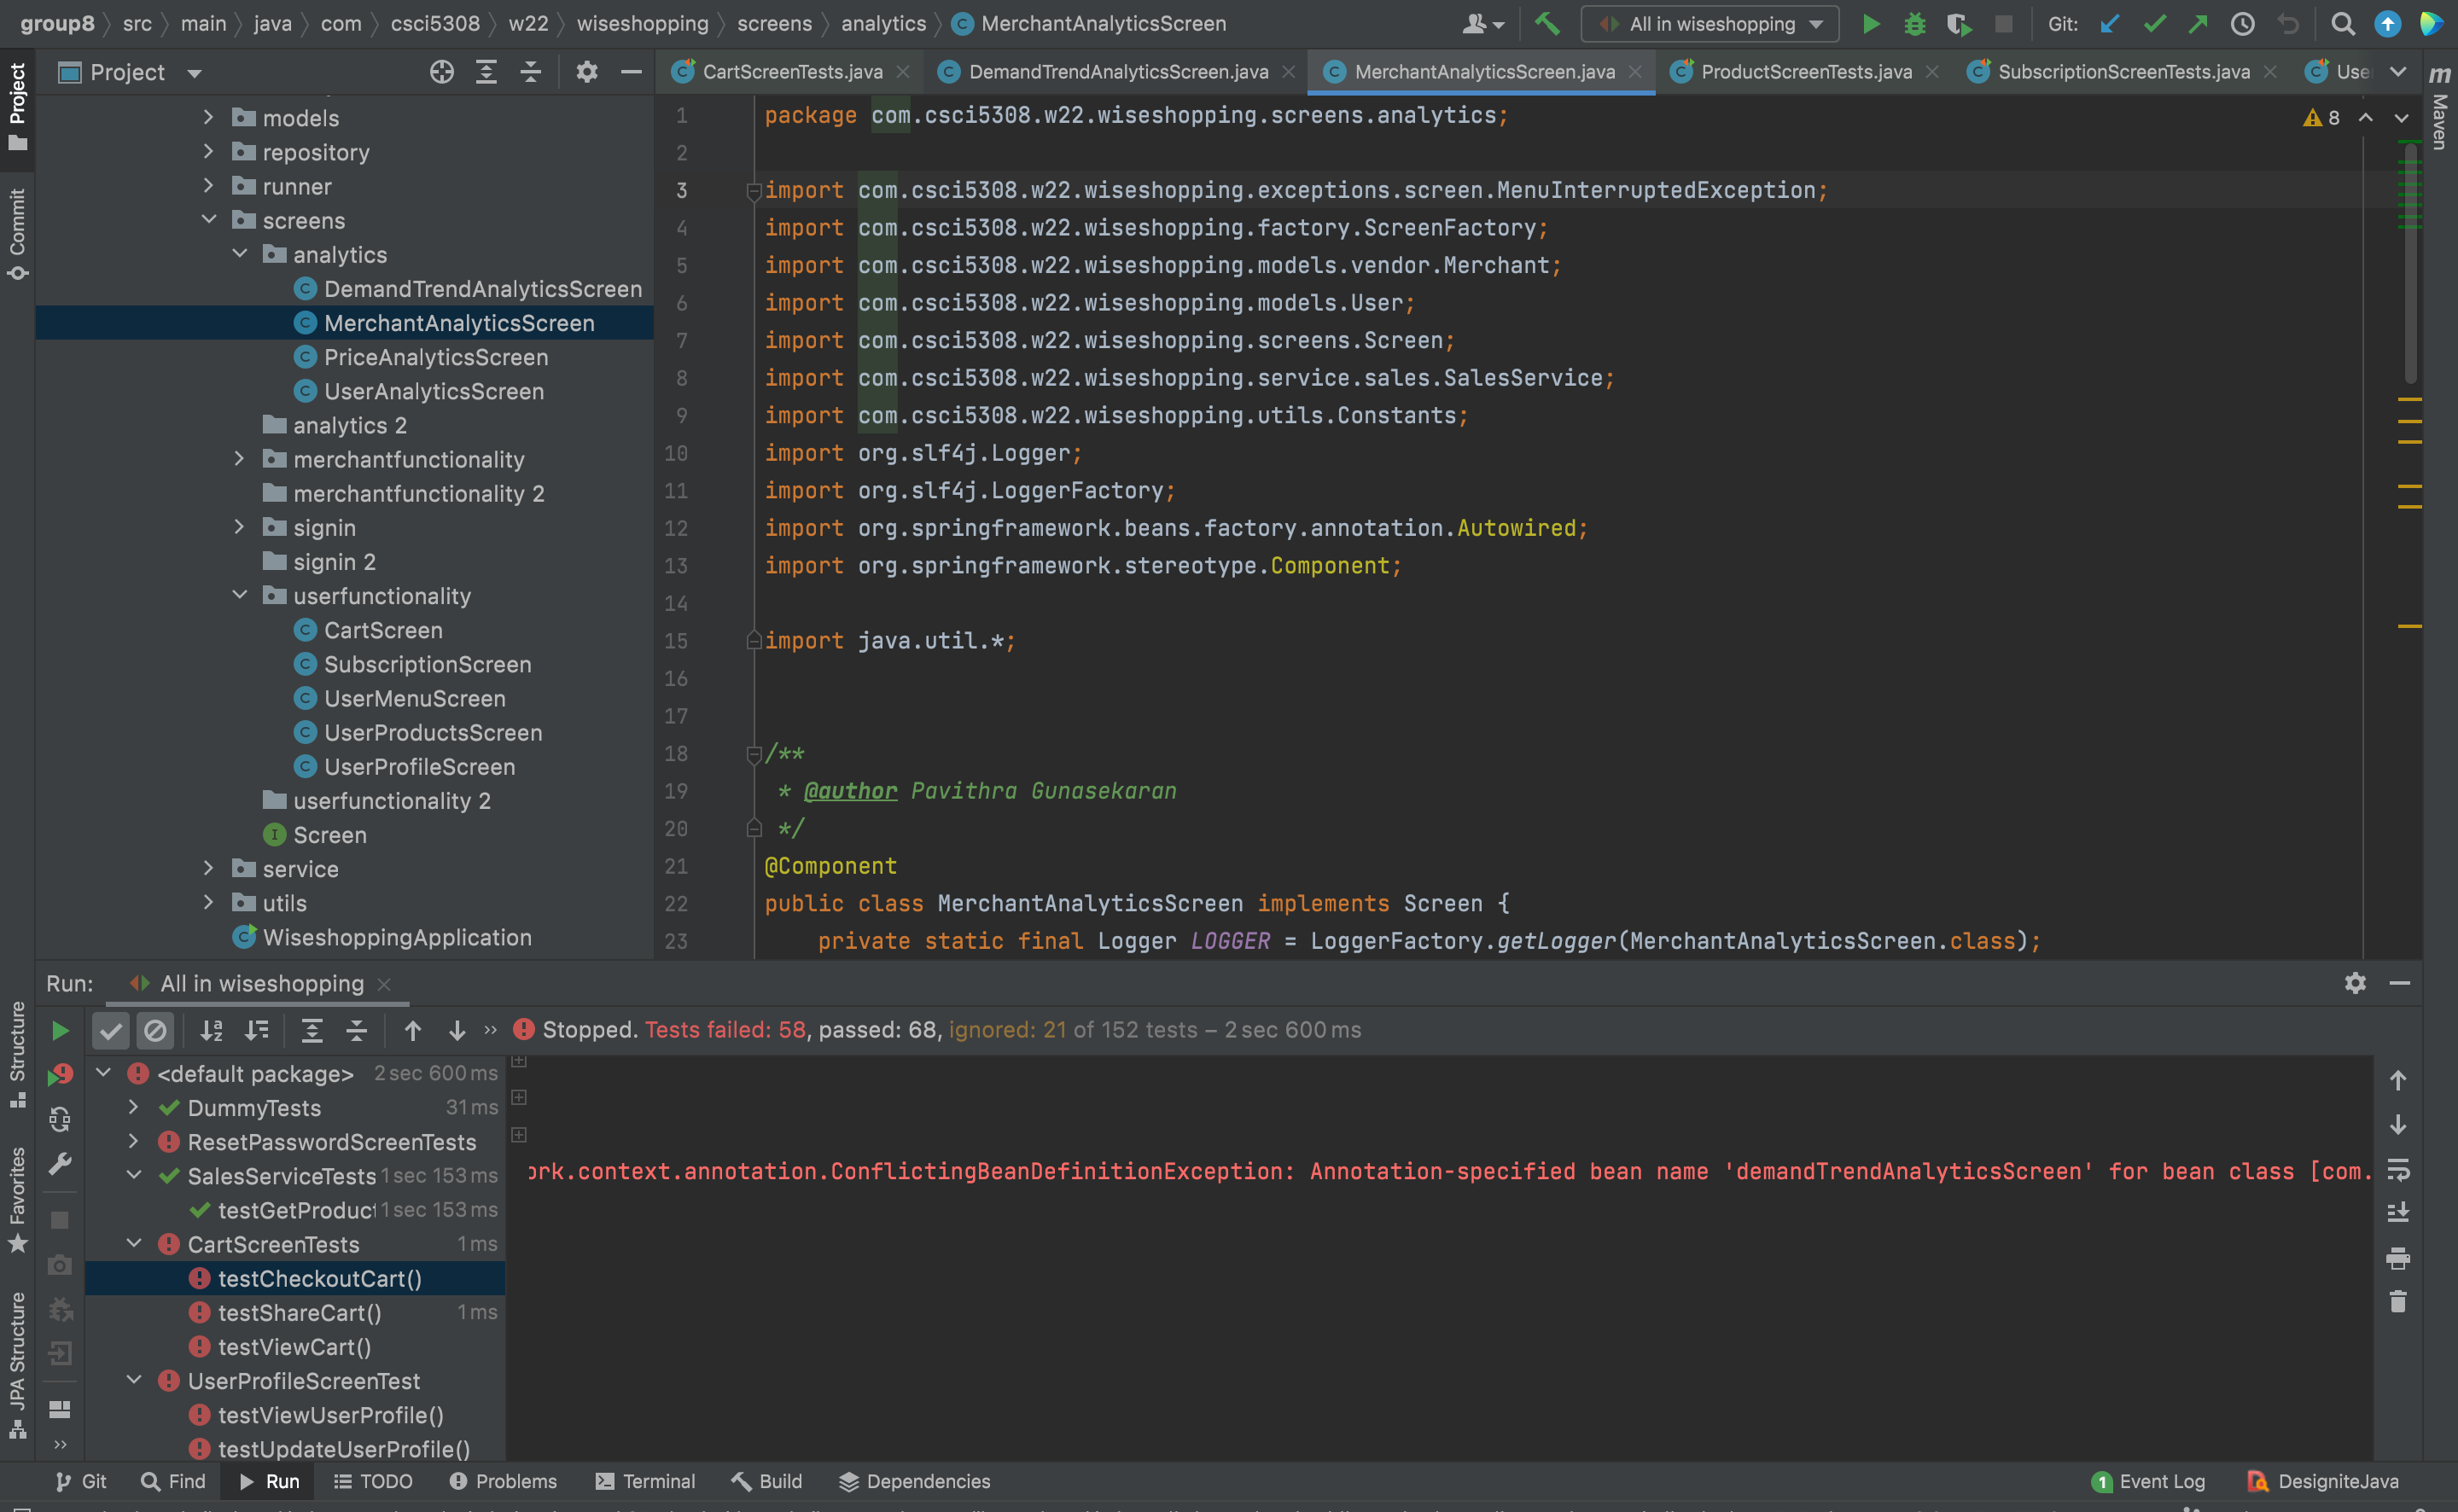 group8 src main java com csci5308 w22 wiseshopping screens analytics MerchantAnalyticsScreen
All in wiseshopping
Git:
Project
CartScreenTests.java
DemandTrendAnalyticsScreen.java
MerchantAnalyticsScreen.java
ProductScreenTests.java
SubscriptionScreenTests.java
Use
Project
Commit
Structure
Favorites
JPA Structure
Maven
models
repository
runner
screens
analytics
DemandTrendAnalyticsScreen
MerchantAnalyticsScreen
PriceAnalyticsScreen
UserAnalyticsScreen
analytics 2
merchantfunctionality
merchantfunctionality 2
signin
signin 2
userfunctionality
CartScreen
SubscriptionScreen
UserMenuScreen
UserProductsScreen
UserProfileScreen
userfunctionality 2
Screen
service
utils
WiseshoppingApplication
8
1 package com.csci5308.w22.wiseshopping.screens.analytics;
2
3 import com.csci5308.w22.wiseshopping.exceptions.screen.MenuInterruptedException;
4 import com.csci5308.w22.wiseshopping.factory.ScreenFactory;
5 import com.csci5308.w22.wiseshopping.models.vendor.Merchant;
6 import com.csci5308.w22.wiseshopping.models.User;
7 import com.csci5308.w22.wiseshopping.screens.Screen;
8 import com.csci5308.w22.wiseshopping.service.sales.SalesService;
9 import com.csci5308.w22.wiseshopping.utils.Constants;
10 import org.slf4j.Logger;
11 import org.slf4j.LoggerFactory;
12 import org.springframework.beans.factory.annotation.Autowired;
13 import org.springframework.stereotype.Component;
14
15 import java.util.*;
16
17
18 /**
19 * @author Pavithra Gunasekaran
20 */
21 @Component
22 public class MerchantAnalyticsScreen implements Screen {
23 private static final Logger LOGGER = LoggerFactory.getLogger(MerchantAnalyticsScreen.class);
Run: All in wiseshopping
Stopped. Tests failed: 58, passed: 68, ignored: 21 of 152 tests – 2 sec 600 ms
<default package> 2 sec 600 ms
DummyTests 31 ms
ResetPasswordScreenTests
SalesServiceTests 1 sec 153 ms
testGetProduct 1 sec 153 ms
CartScreenTests 1 ms
testCheckoutCart()
testShareCart() 1 ms
testViewCart()
UserProfileScreenTest
testViewUserProfile()
testUpdateUserProfile()
ork.context.annotation.ConflictingBeanDefinitionException: Annotation-specified bean name 'demandTrendAnalyticsScreen' for bean class [com.
Git Find Run TODO Problems Terminal Build Dependencies
1 Event Log DesigniteJava